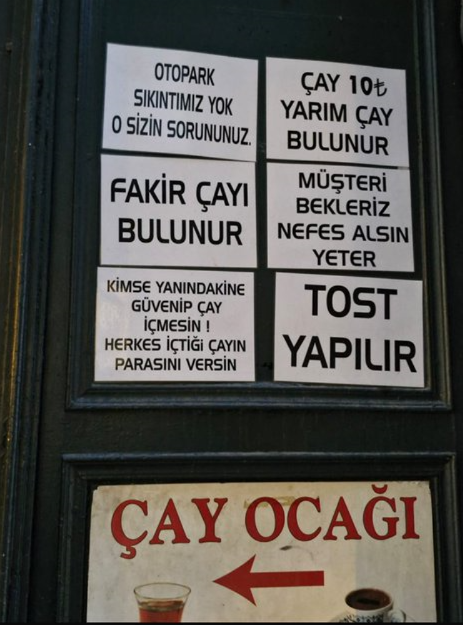 OTOPARK
SIKINTIMIZ YOK
O SİZİN SORUNUNUZ.
ÇAY 10₺
YARIM ÇAY
BULUNUR
FAKİR ÇAYI
BULUNUR
MÜŞTERİ
BEKLERİZ
NEFES ALSIN
YETER
KİMSE YANINDAKİNE
GÜVENİP ÇAY
İÇMESİN !
HERKES İÇTİĞİ ÇAYIN
PARASINI VERSİN
TOST
YAPILIR
ÇAY OCAĞI